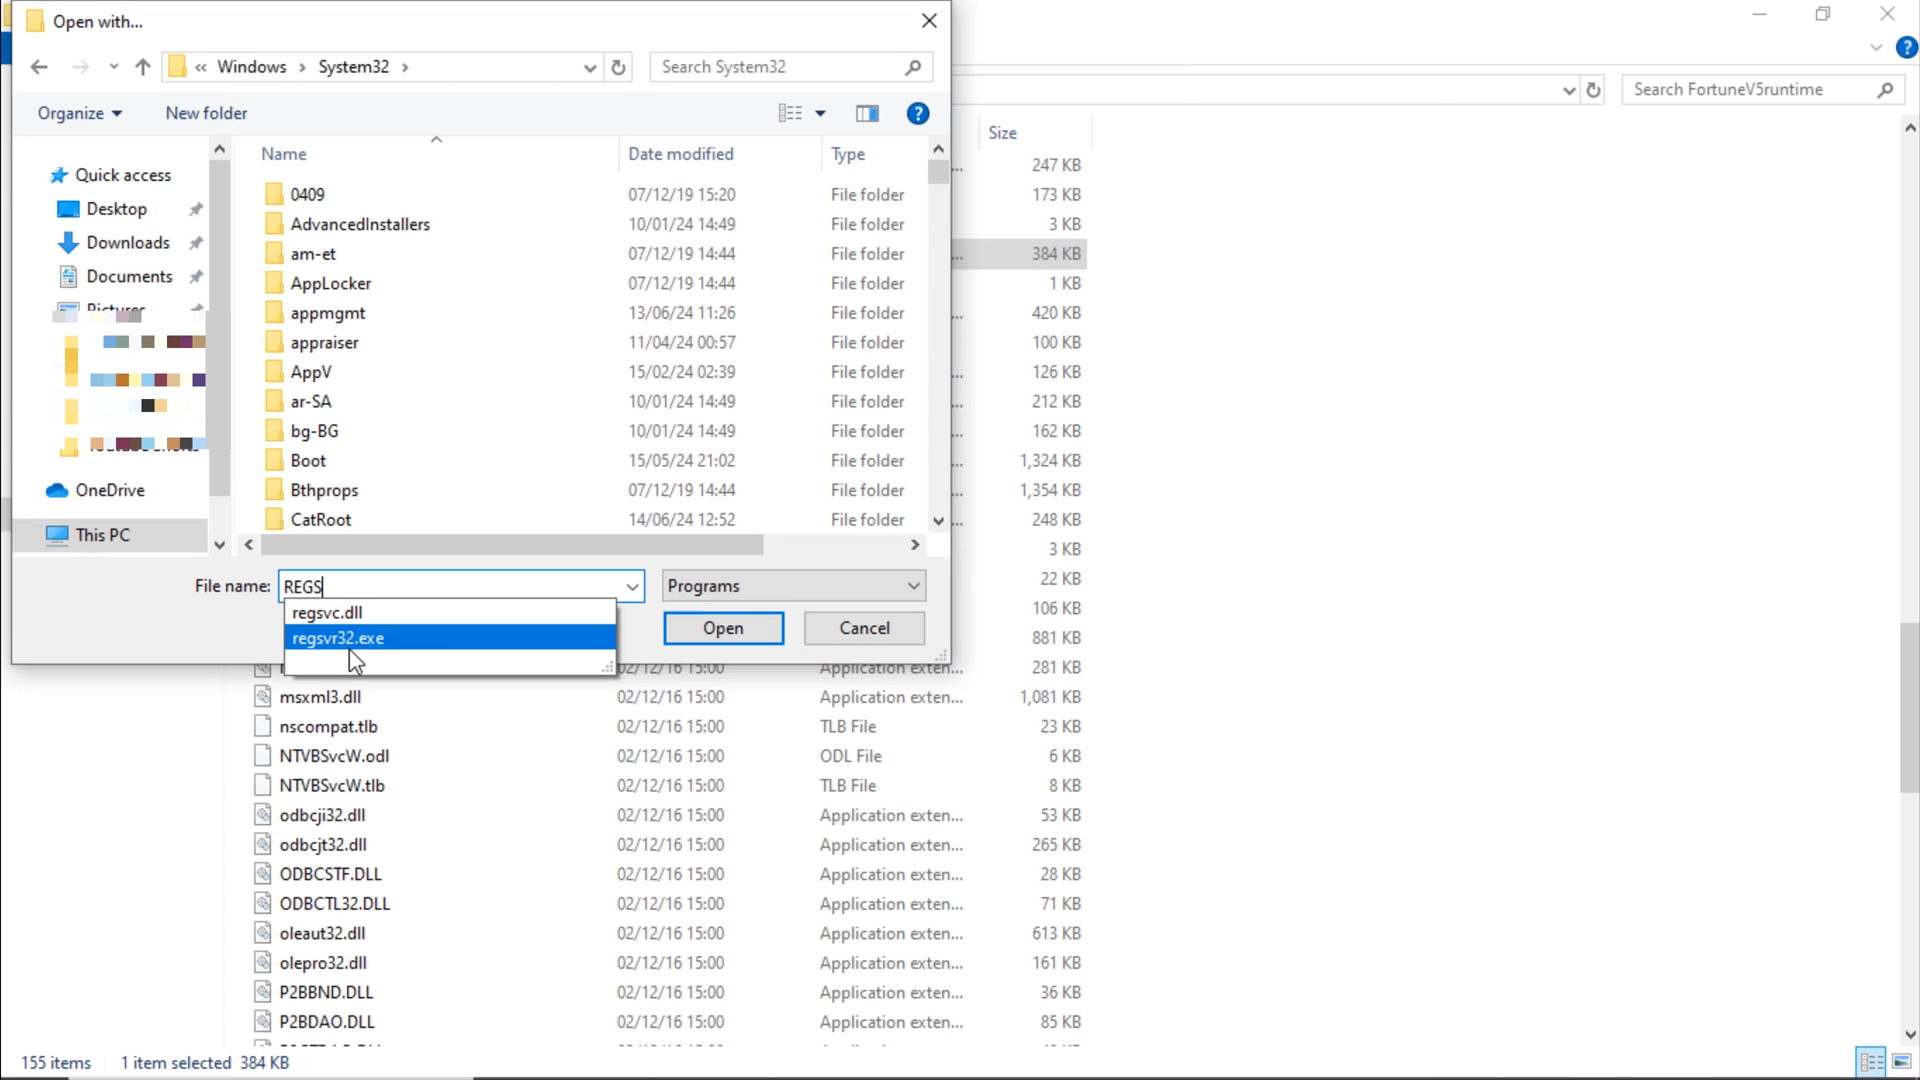 Open with...
« Windows › System32 ›
Search System32
Search FortuneV5runtime
Organize
New folder
Name
Date modified
Type
Size
Quick access
Desktop
Downloads
Documents
Pictures
OneDrive
This PC
0409 07/12/19 15:20 File folder
AdvancedInstallers 10/01/24 14:49 File folder
am-et 07/12/19 14:44 File folder
AppLocker 07/12/19 14:44 File folder
appmgmt 13/06/24 11:26 File folder
appraiser 11/04/24 00:57 File folder
AppV 15/02/24 02:39 File folder
ar-SA 10/01/24 14:49 File folder
bg-BG 10/01/24 14:49 File folder
Boot 15/05/24 21:02 File folder
Bthprops 07/12/19 14:44 File folder
CatRoot 14/06/24 12:52 File folder
... 247 KB
173 KB
3 KB
... 384 KB
1 KB
... 420 KB
... 100 KB
... 126 KB
... 212 KB
... 162 KB
... 1,324 KB
... 1,354 KB
... 248 KB
3 KB
22 KB
106 KB
881 KB
File name: REGS
Programs
regsvc.dll
regsvr32.exe
Open
Cancel
02/12/16 15:00 Application exten... 281 KB
msxml3.dll 02/12/16 15:00 Application exten... 1,081 KB
nscompat.tlb 02/12/16 15:00 TLB File 23 KB
NTVBSvcW.odl 02/12/16 15:00 ODL File 6 KB
NTVBSvcW.tlb 02/12/16 15:00 TLB File 8 KB
odbcji32.dll 02/12/16 15:00 Application exten... 53 KB
odbcjt32.dll 02/12/16 15:00 Application exten... 265 KB
ODBCSTF.DLL 02/12/16 15:00 Application exten... 28 KB
ODBCTL32.DLL 02/12/16 15:00 Application exten... 71 KB
oleaut32.dll 02/12/16 15:00 Application exten... 613 KB
olepro32.dll 02/12/16 15:00 Application exten... 161 KB
P2BBND.DLL 02/12/16 15:00 Application exten... 36 KB
P2BDAO.DLL 02/12/16 15:00 Application exten... 85 KB
155 items 1 item selected 384 KB